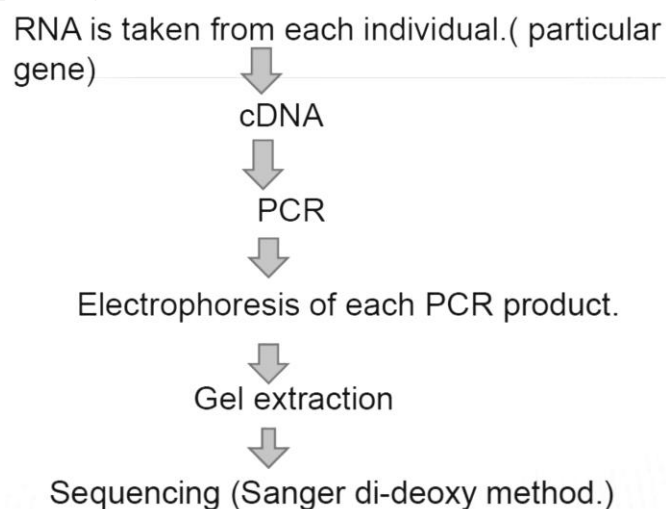 RNA is taken from each individual.( particular
gene)
cDNA
PCR
Electrophoresis of each PCR product.
Gel extraction
Sequencing (Sanger di-deoxy method.)